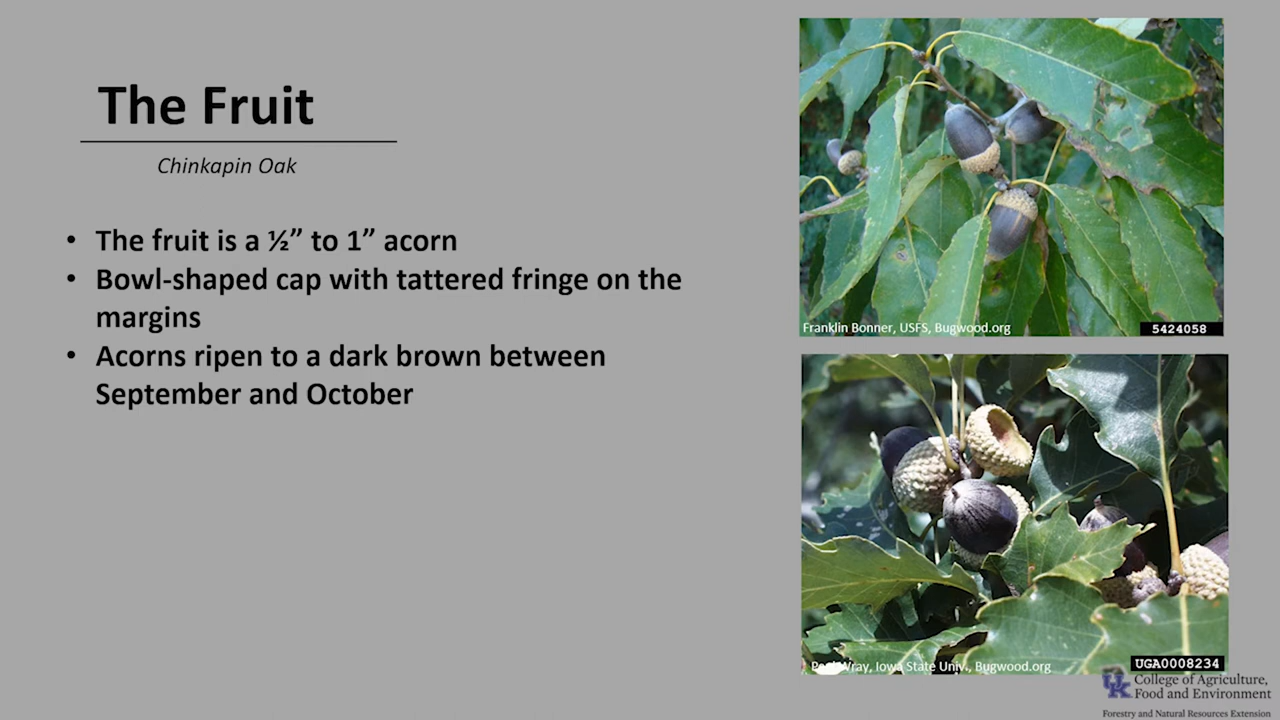 The Fruit
Chinkapin Oak
• The fruit is a ½” to 1” acorn
• Bowl-shaped cap with tattered fringe on the
margins
• Acorns ripen to a dark brown between
September and October
Franklin Bonner, USFS, Bugwood.org
5424058
Wray, Iowa State Univ., Bugwood.org
UGA0008234
UK
College of Agriculture,
Food and Environment
Forestry and Natural Resources Extension